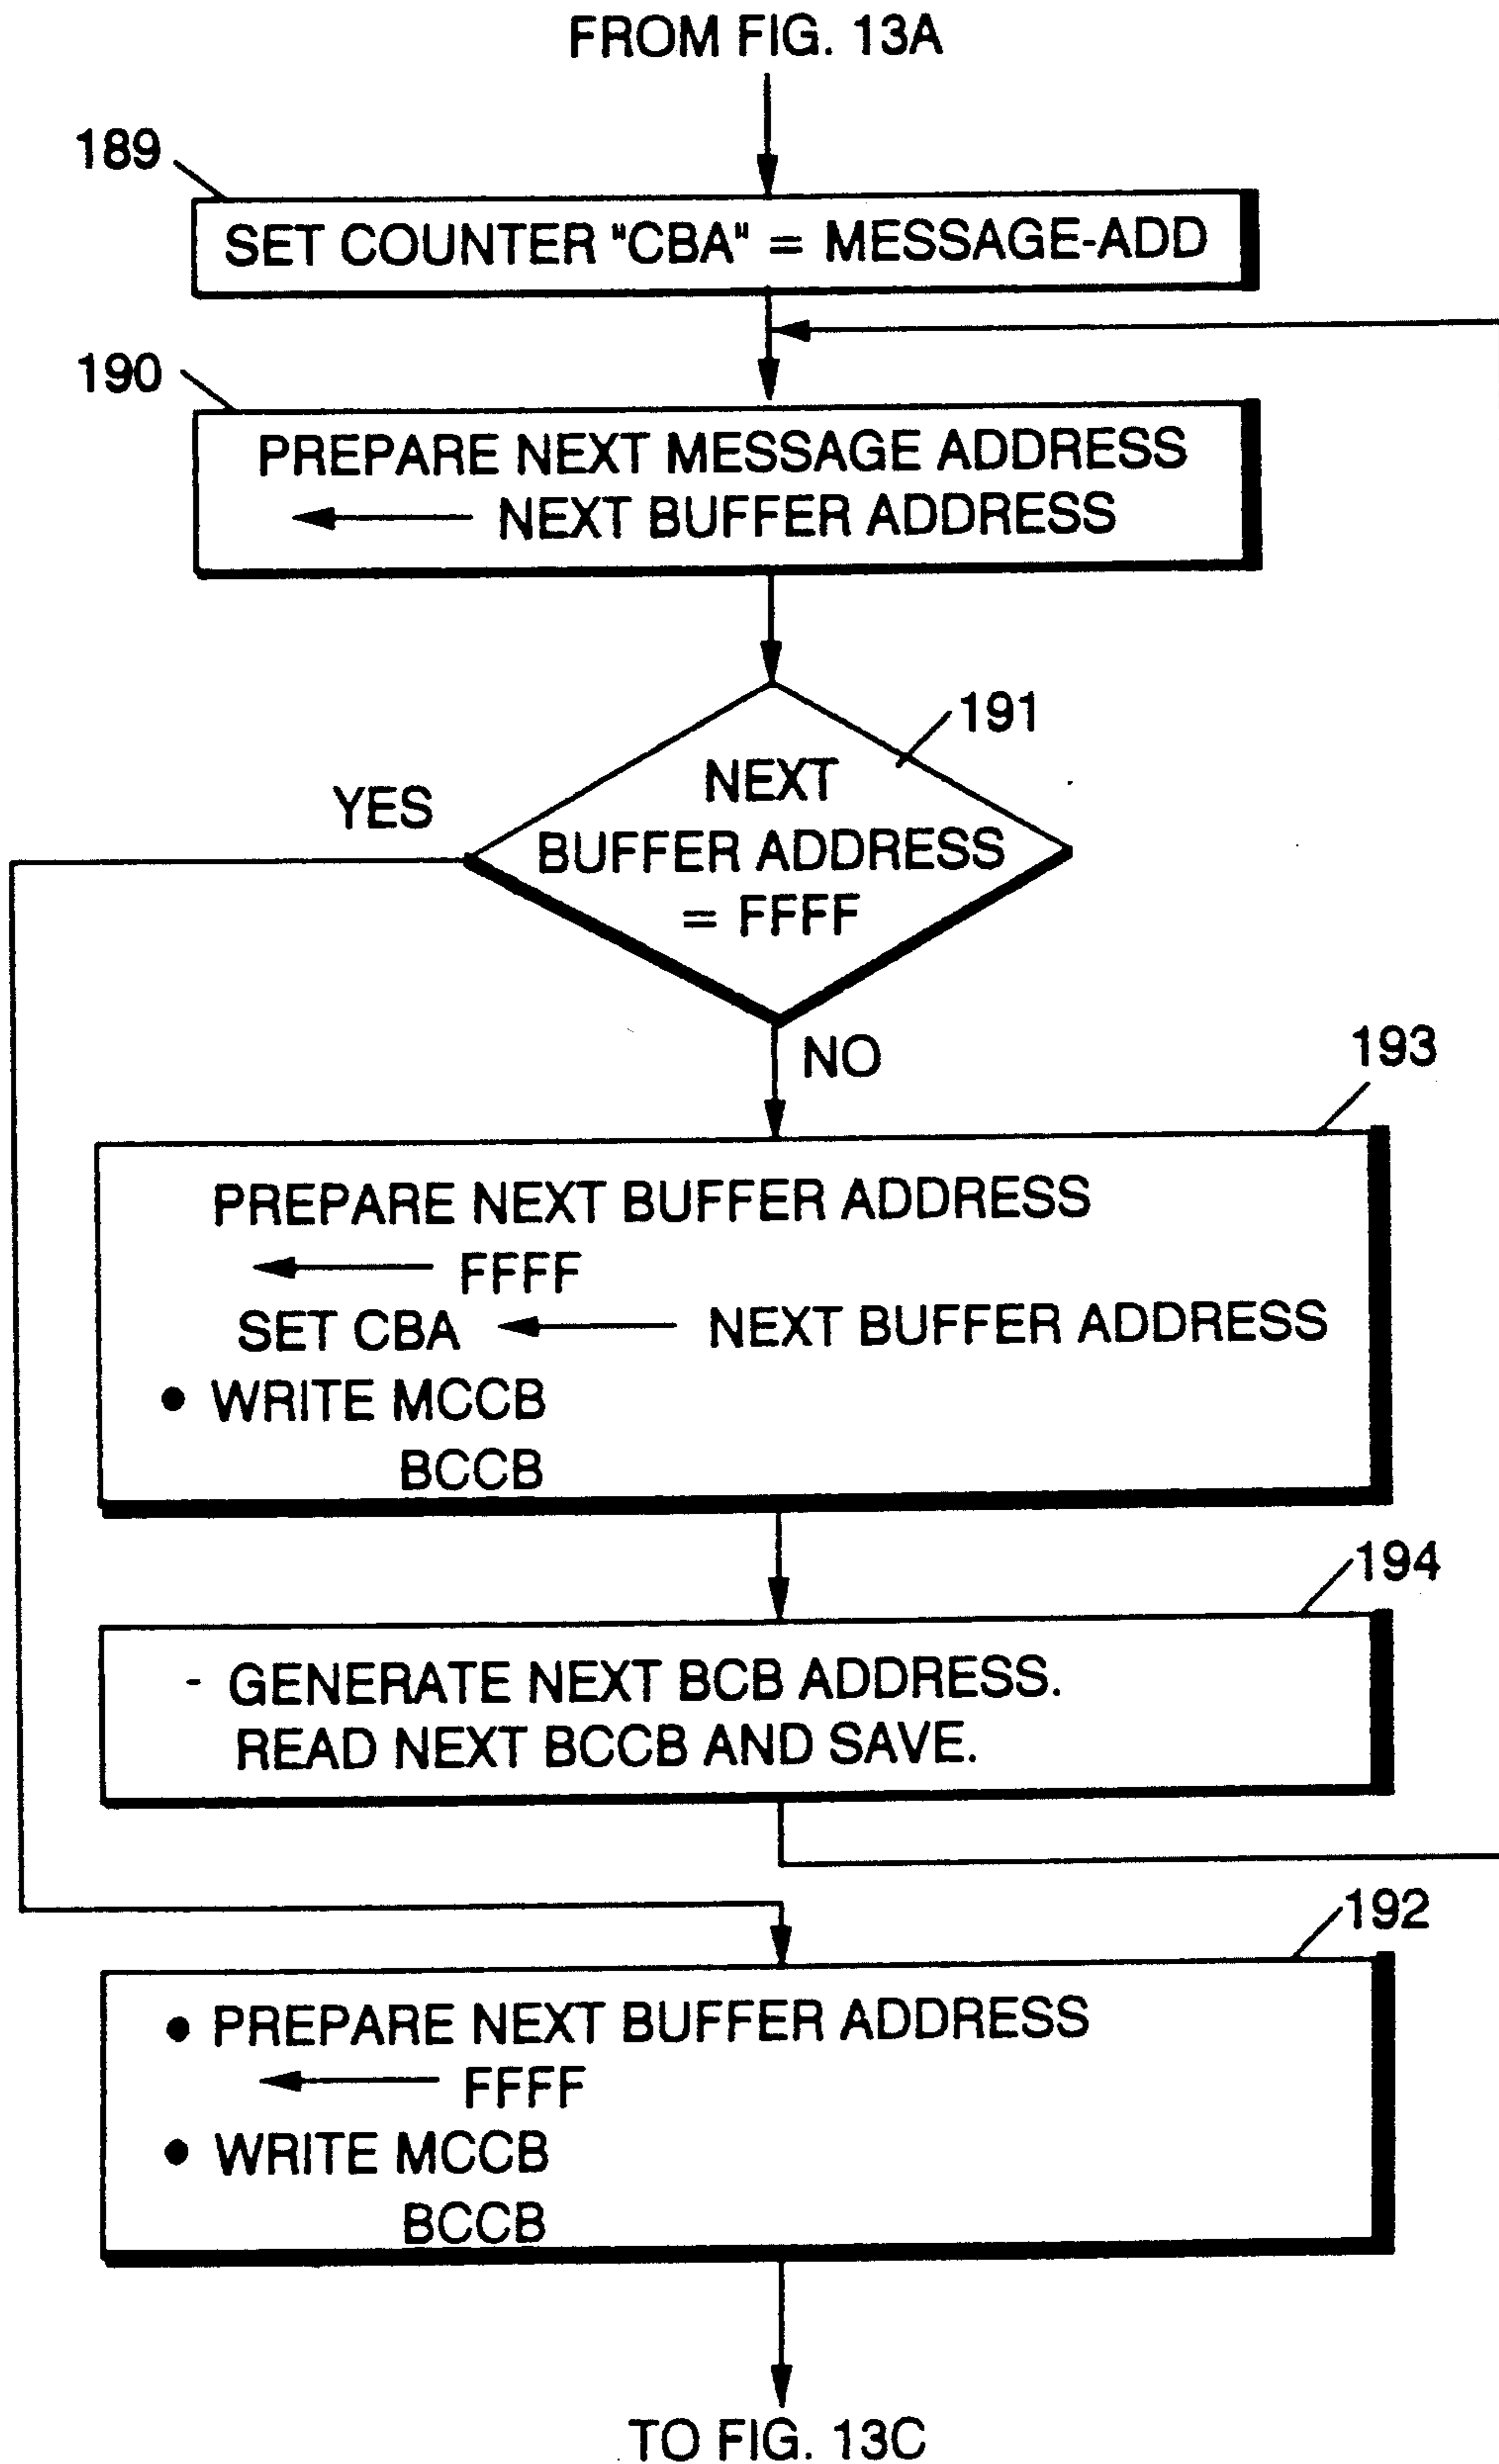 FROM FIG. 13A
189
SET COUNTER "CBA" = MESSAGE-ADD
190
PREPARE NEXT MESSAGE ADDRESS
← NEXT BUFFER ADDRESS
191
YES
NEXT
BUFFER ADDRESS
= FFFF
NO
193
PREPARE NEXT BUFFER ADDRESS
← FFFF
SET CBA ← NEXT BUFFER ADDRESS
• WRITE MCCB
BCCB
194
- GENERATE NEXT BCB ADDRESS.
READ NEXT BCCB AND SAVE.
192
• PREPARE NEXT BUFFER ADDRESS
← FFFF
• WRITE MCCB
BCCB
TO FIG. 13C